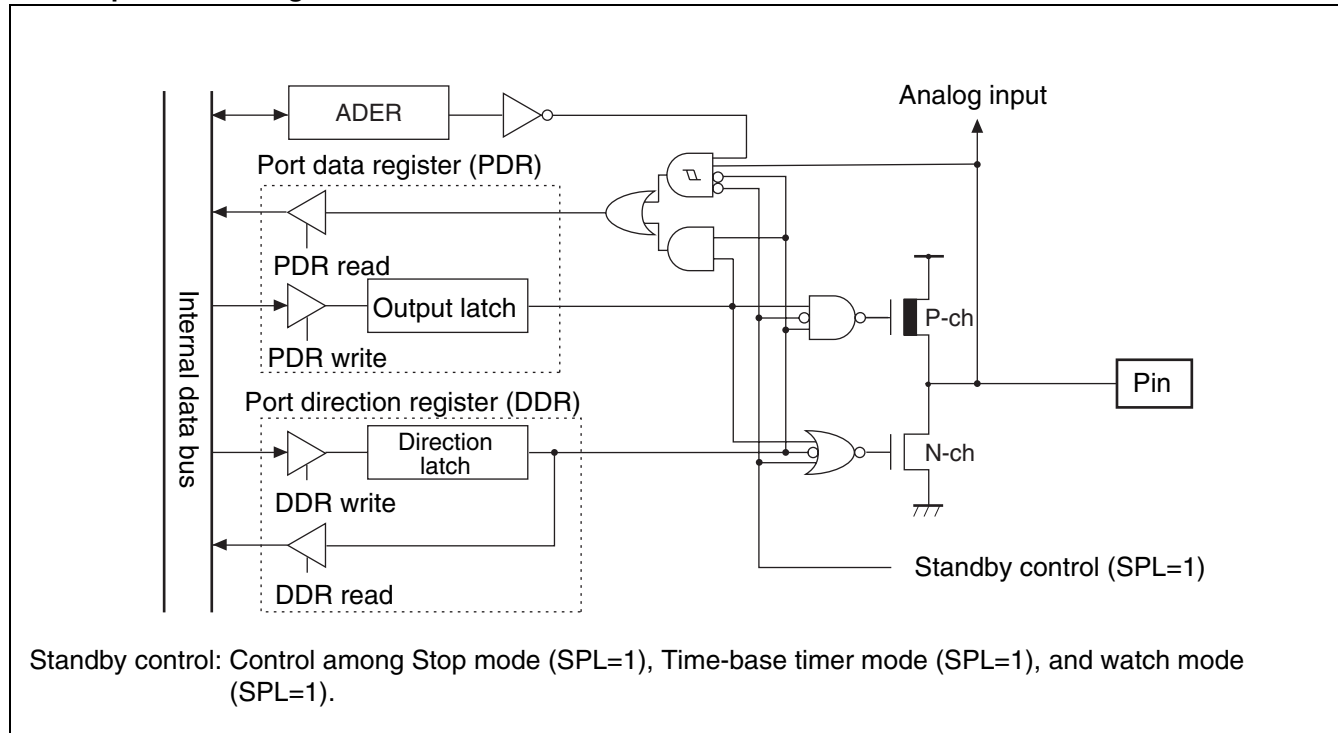 ADER
Analog input
Port data register (PDR)
PDR read
Output latch
PDR write
P-ch
Internal data bus
Pin
Port direction register (DDR)
Direction
latch
N-ch
DDR write
Standby control (SPL=1)
DDR read
Standby control: Control among Stop mode (SPL=1), Time-base timer mode (SPL=1), and watch mode
(SPL=1).